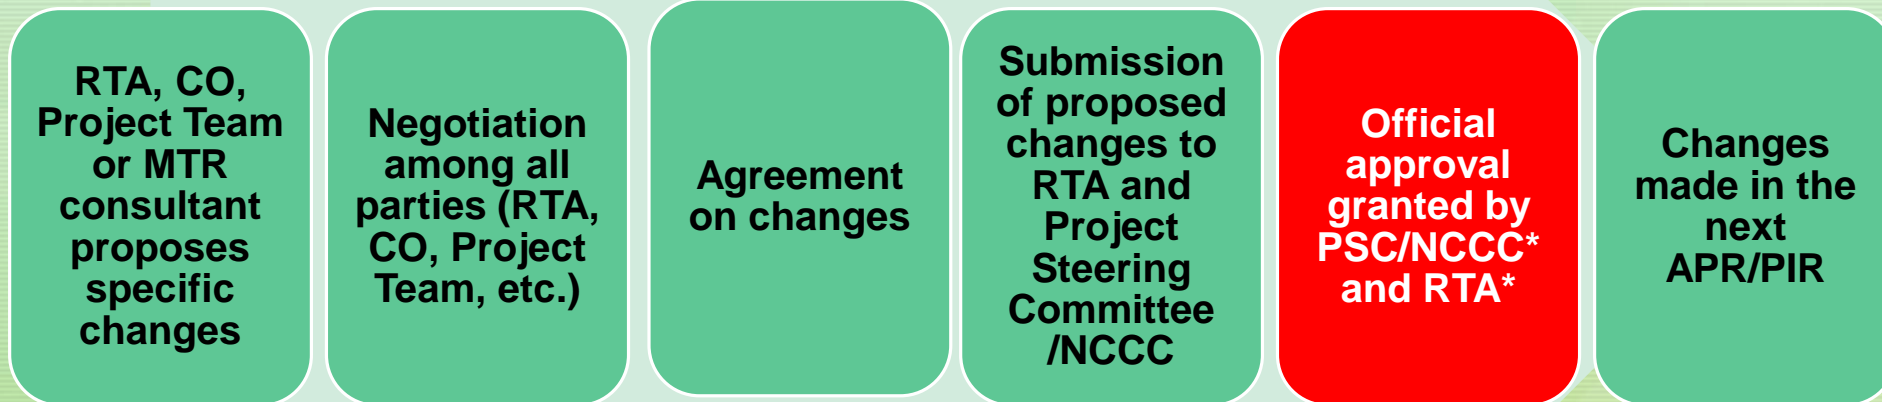 RTA, CO,
Project Team
or MTR
consultant
proposes
specific
changes
Negotiation
among all
parties (RTA,
CO, Project
Team, etc.)
Agreement
on changes
Submission
of proposed
changes to
RTA and
Project
Steering
Committee
/NCCC
Official
approval
granted by
PSC/NCCC*
and RTA*
Changes
made in the
next
APR/PIR